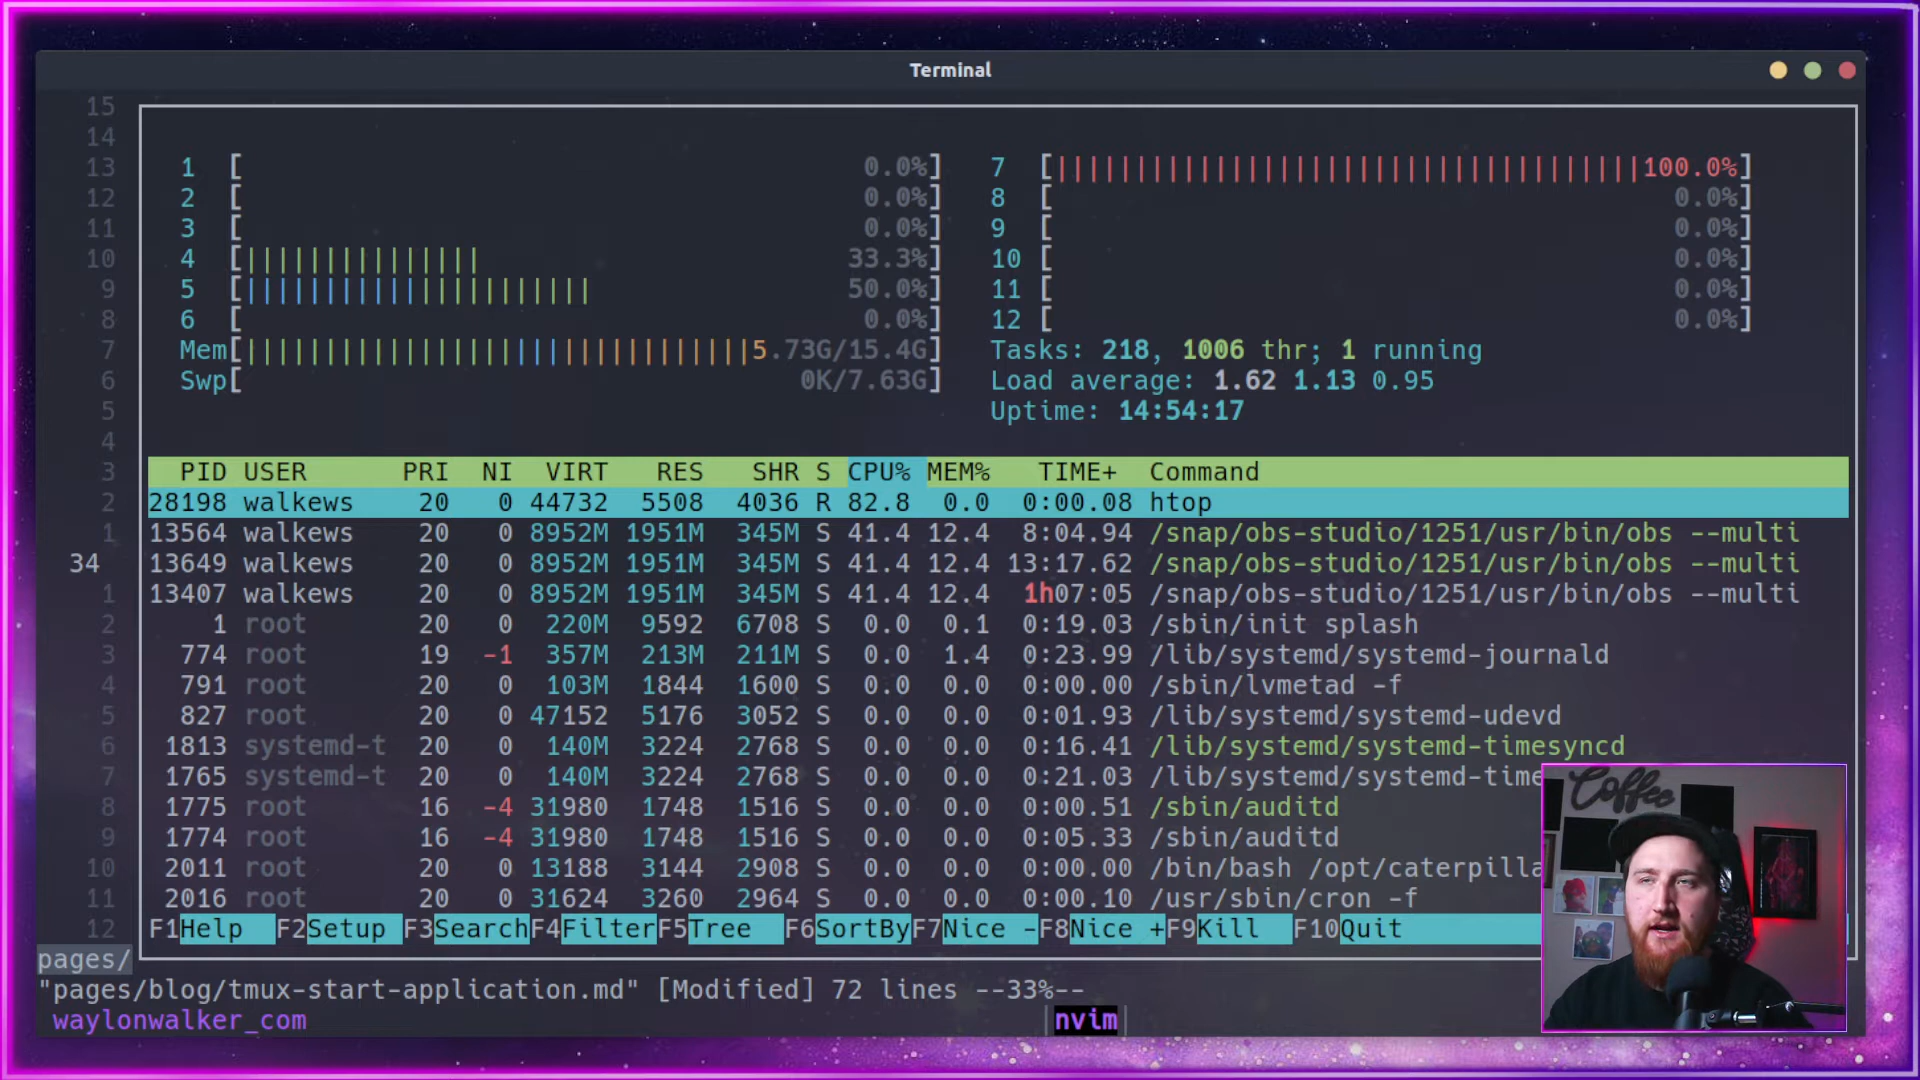 Terminal
15
14
13 1 [ 0.0%] 7 [||||||||||||||||||||||||||||||||||||||100.0%]
12 2 [ 0.0%] 8 [ 0.0%]
11 3 [ 0.0%] 9 [ 0.0%]
10 4 [||||||||||||||| 33.3%] 10 [ 0.0%]
9 5 [|||||||||||||||||||||| 50.0%] 11 [ 0.0%]
8 6 [ 0.0%] 12 [ 0.0%]
7 Mem[||||||||||||||||||||||||||||||||5.73G/15.4G] Tasks: 218, 1006 thr; 1 running
6 Swp[ 0K/7.63G] Load average: 1.62 1.13 0.95
5 Uptime: 14:54:17
4
3 PID USER PRI NI VIRT RES SHR S CPU% MEM% TIME+ Command
2 28198 walkews 20 0 44732 5508 4036 R 82.8 0.0 0:00.08 htop
1 13564 walkews 20 0 8952M 1951M 345M S 41.4 12.4 8:04.94 /snap/obs-studio/1251/usr/bin/obs --multi
34 13649 walkews 20 0 8952M 1951M 345M S 41.4 12.4 13:17.62 /snap/obs-studio/1251/usr/bin/obs --multi
1 13407 walkews 20 0 8952M 1951M 345M S 41.4 12.4 1h07:05 /snap/obs-studio/1251/usr/bin/obs --multi
2 1 root 20 0 220M 9592 6708 S 0.0 0.1 0:19.03 /sbin/init splash
3 774 root 19 -1 357M 213M 211M S 0.0 1.4 0:23.99 /lib/systemd/systemd-journald
4 791 root 20 0 103M 1844 1600 S 0.0 0.0 0:00.00 /sbin/lvmetad -f
5 827 root 20 0 47152 5176 3052 S 0.0 0.0 0:01.93 /lib/systemd/systemd-udevd
6 1813 systemd-t 20 0 140M 3224 2768 S 0.0 0.0 0:16.41 /lib/systemd/systemd-timesyncd
7 1765 systemd-t 20 0 140M 3224 2768 S 0.0 0.0 0:21.03 /lib/systemd/systemd-time
8 1775 root 16 -4 31980 1748 1516 S 0.0 0.0 0:00.51 /sbin/auditd
9 1774 root 16 -4 31980 1748 1516 S 0.0 0.0 0:05.33 /sbin/auditd
10 2011 root 20 0 13188 3144 2908 S 0.0 0.0 0:00.00 /bin/bash /opt/caterpilla
11 2016 root 20 0 31624 3260 2964 S 0.0 0.0 0:00.10 /usr/sbin/cron -f
12 F1Help F2Setup F3SearchF4FilterF5Tree F6SortByF7Nice -F8Nice +F9Kill F10Quit
pages/
"pages/blog/tmux-start-application.md" [Modified] 72 lines --33%--
waylonwalker_com nvim
Coffee